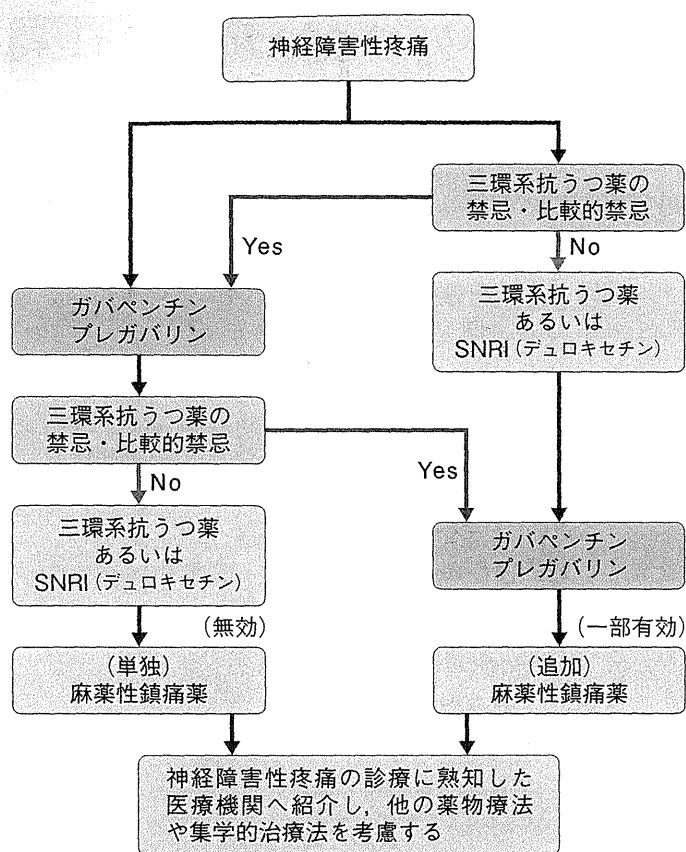 神経障害性疼痛
三環系抗うつ薬の
禁忌・比較的禁忌
Yes
No
ガバペンチン
プレガバリン
三環系抗うつ薬
あるいは
SNRI(デュロキセチン)
三環系抗うつ薬の
禁忌・比較的禁忌
Yes
No
三環系抗うつ薬
あるいは
SNRI(デュロキセチン)
ガバペンチン
プレガバリン
(無効)
(一部有効)
(単独)
麻薬性鎮痛薬
(追加)
麻薬性鎮痛薬
神経障害性疼痛の診療に熟知した
医療機関へ紹介し,他の薬物療法
や集学的治療法を考慮する